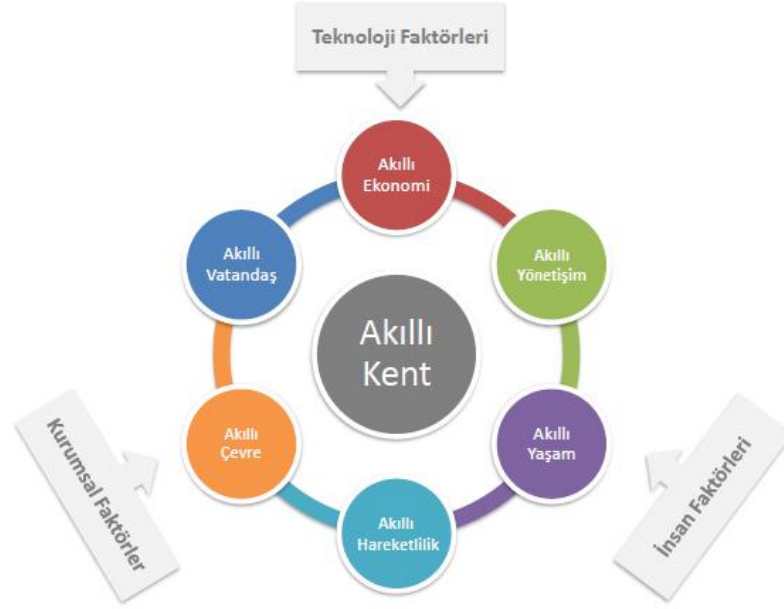 Teknoloji Faktörleri
Akıllı
Ekonomi
Akıllı
Vatandaş
Akıllı
Yönetişim
Akıllı
Kent
Akıllı
Çevre
Akıllı
Yaşam
Akıllı
Hareketlilik
Kurumsal Faktörler
İnsan Faktörleri